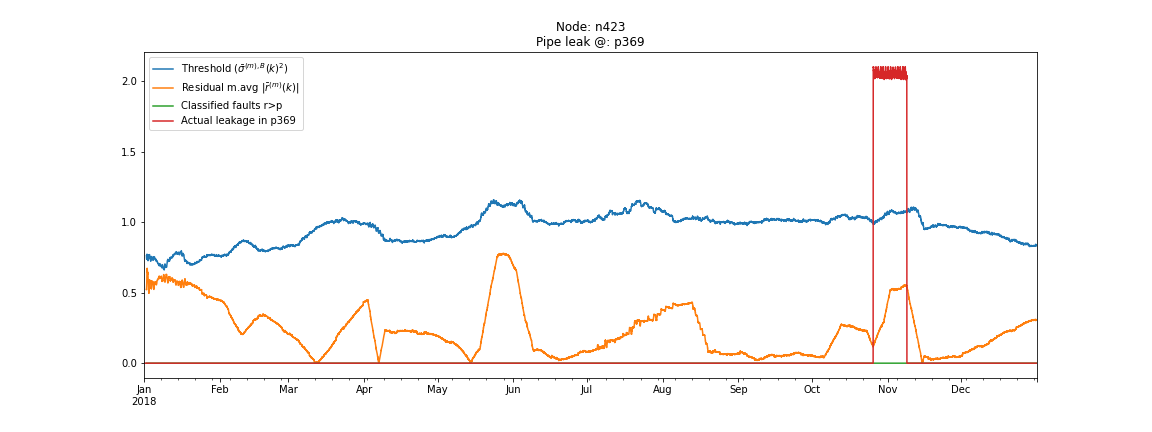 Node: n423
Pipe leak @: p369
Threshold (σ̄^(m),B(k)²)
Residual m.avg |r̄^(m)(k)|
Classified faults r>p
Actual leakage in p369
2.0
1.5
1.0
0.5
0.0
Jan Feb Mar Apr May Jun Jul Aug Sep Oct Nov Dec
2018